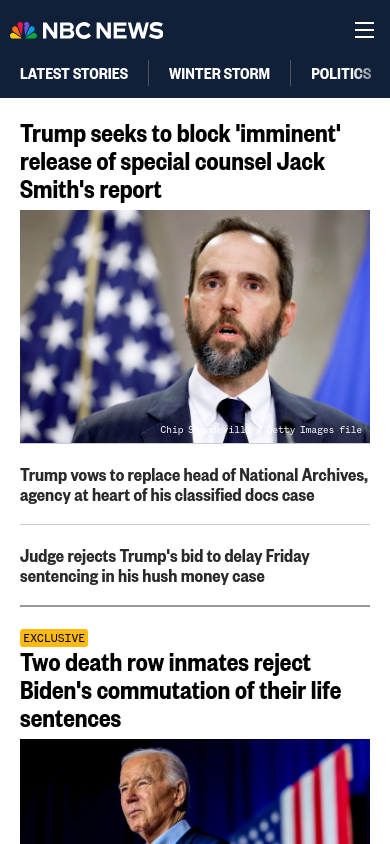 NBC NEWS
LATEST STORIES
WINTER STORM
POLITICS
Trump seeks to block 'imminent'
release of special counsel Jack
Smith's report
Chip Somodevilla / Getty Images file
Trump vows to replace head of National Archives,
agency at heart of his classified docs case
Judge rejects Trump's bid to delay Friday
sentencing in his hush money case
EXCLUSIVE
Two death row inmates reject
Biden's commutation of their life
sentences